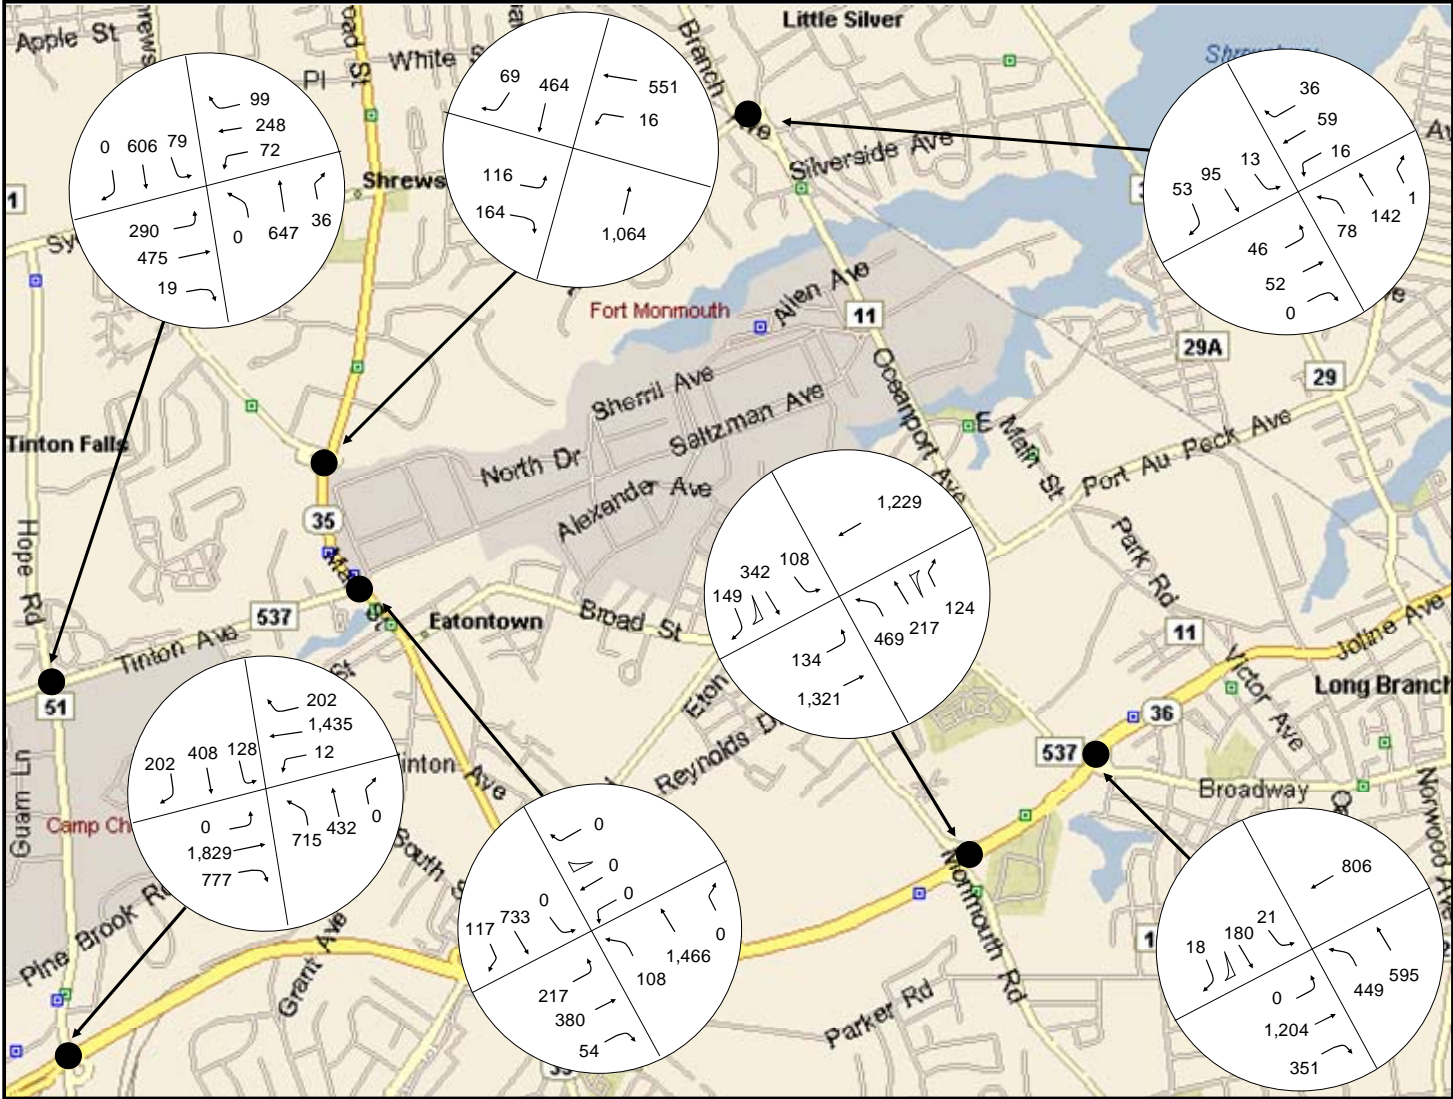 Apple St
White S
Pl
Branch Ave
Little Silver
Silverside Ave
1
Shrews
Fort Monmouth
Allen Ave
11
Sherril Ave
Saltzman Ave
29A
29
Oceanport Ave
E Main St
Port Au Peck Ave
Tinton Falls
North Dr
Alexander Ave
35
Hope Rd
Park Rd
537
Eatontown
Broad St
Tinton Ave
11
Joline Ave
Victor Ave
Long Branch
51
36
537
Eton
Reynolds D
inton Ave
Broadway
Guam Ln
Camp Ch
South S
Norwood Av
Pine Brook Rd
Grant Ave
Monmouth Rd
Parker Rd
0 606 79
99
248
72
290
475
19
0 647 36
69 464
551
16
116
164
1,064
36
59
16
53 95 13
46
52
0
78 142 1
1,229
149 342 108
134
1,321
469 217 124
202
1,435
12
202 408 128
0
1,829
777
715 432 0
0
0
0
117 733 0
217
380
54
108 1,466 0
806
18 180 21
0
1,204
351
449 595